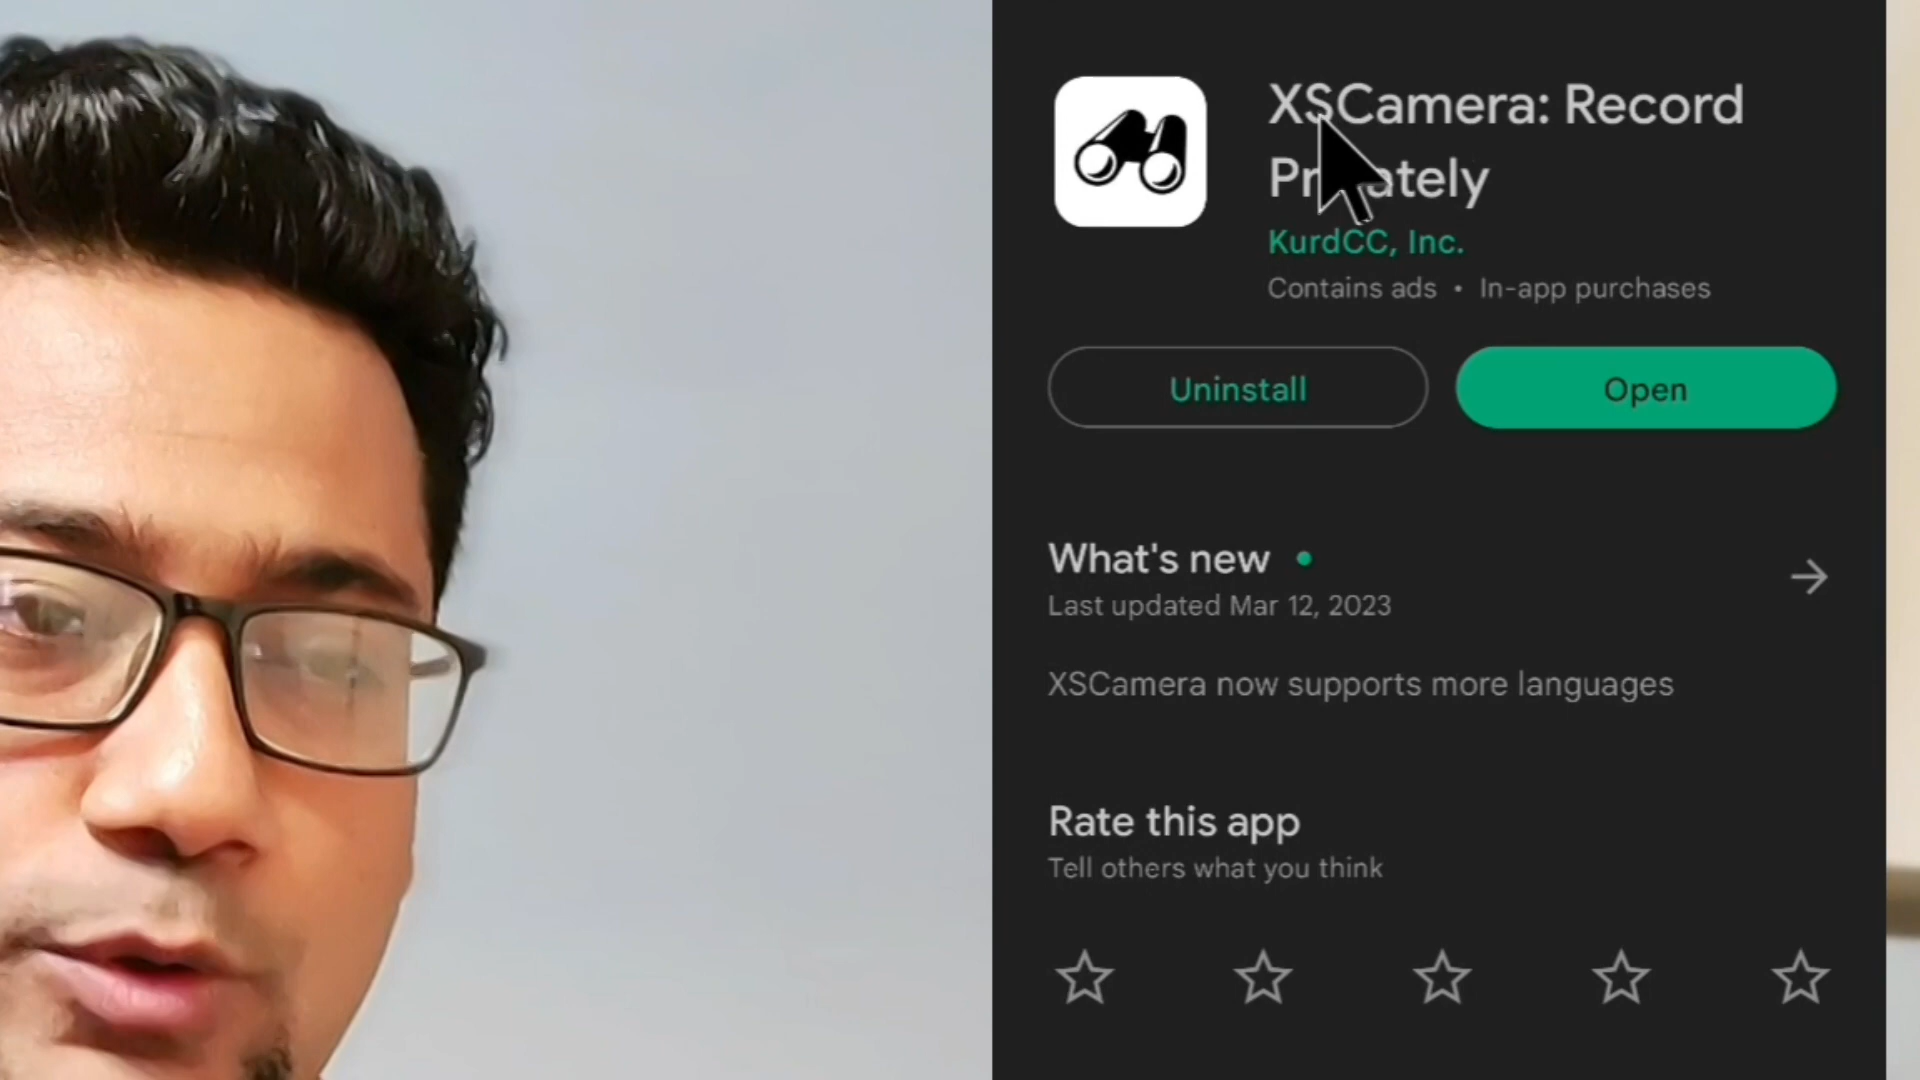 XSCamera: Record
Privately
KurdCC, Inc.
Contains ads • In-app purchases
Uninstall
Open
What's new
Last updated Mar 12, 2023
XSCamera now supports more languages
Rate this app
Tell others what you think